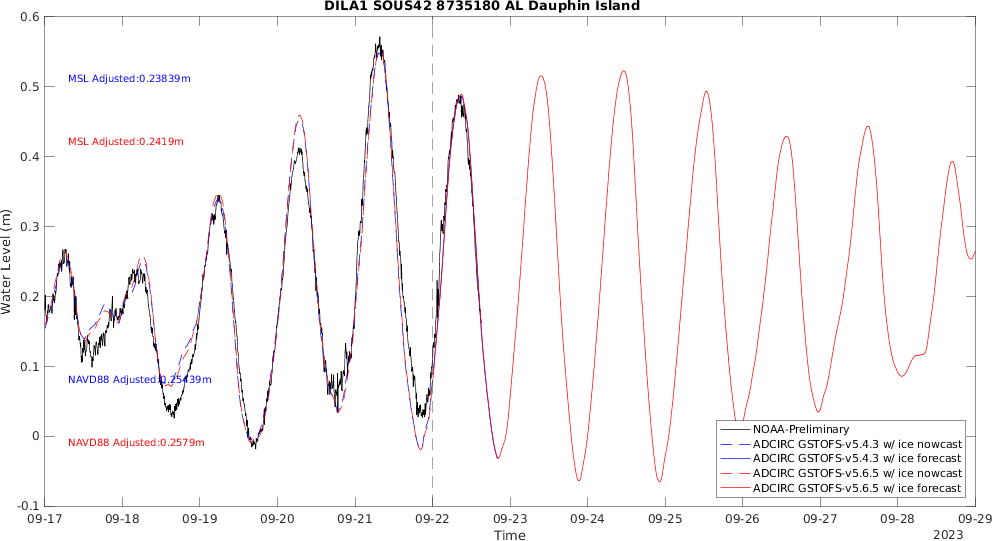 DILA1 SOUS42 8735180 AL Dauphin Island
Water Level (m)
0.6
0.5
0.4
0.3
0.2
0.1
0
-0.1
MSL Adjusted:0.23839m
MSL Adjusted:0.2419m
NAVD88 Adjusted:0.25439m
NAVD88 Adjusted:0.2579m
NOAA-Preliminary
ADCIRC GSTOFS-v5.4.3 w/ ice nowcast
ADCIRC GSTOFS-v5.4.3 w/ ice forecast
ADCIRC GSTOFS-v5.6.5 w/ ice nowcast
ADCIRC GSTOFS-v5.6.5 w/ ice forecast
09-17 09-18 09-19 09-20 09-21 09-22 09-23 09-24 09-25 09-26 09-27 09-28 09-29
Time
2023